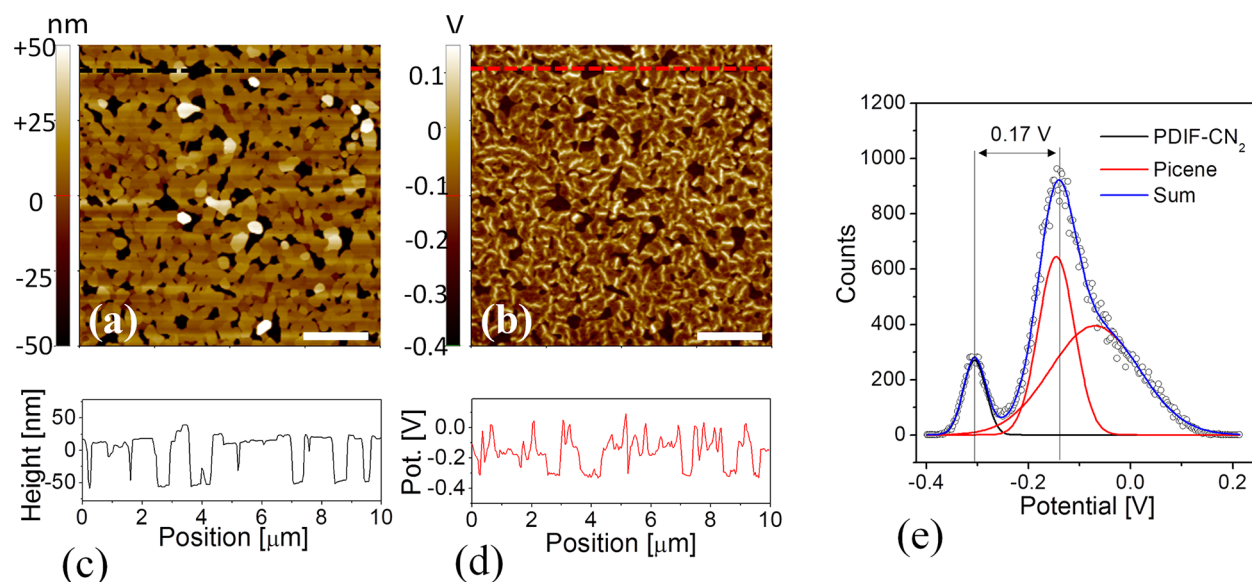 nm
+50
+25
0
-25
-50
(a)
V
0.1
0
-0.1
-0.2
-0.3
-0.4
(b)
0 2 4 6 8 10
Position [μm]
Height [nm]
50
0
-50
(c)
0 2 4 6 8 10
Position [μm]
Pot. [V]
0.0
-0.2
-0.4
(d)
1200
1000
800
600
400
200
0
Counts
0.17 V
PDIF-CN₂
Picene
Sum
-0.4 -0.2 0.0 0.2
Potential [V]
(e)